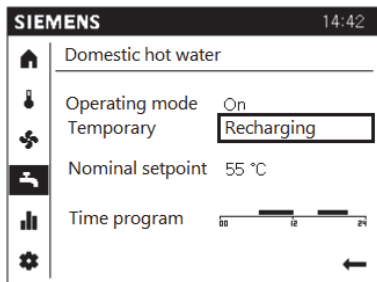 SIEMENS 14:42
Domestic hot water
Operating mode On
Temporary Recharging
Nominal setpoint 55 °C
Time program
00 12 24